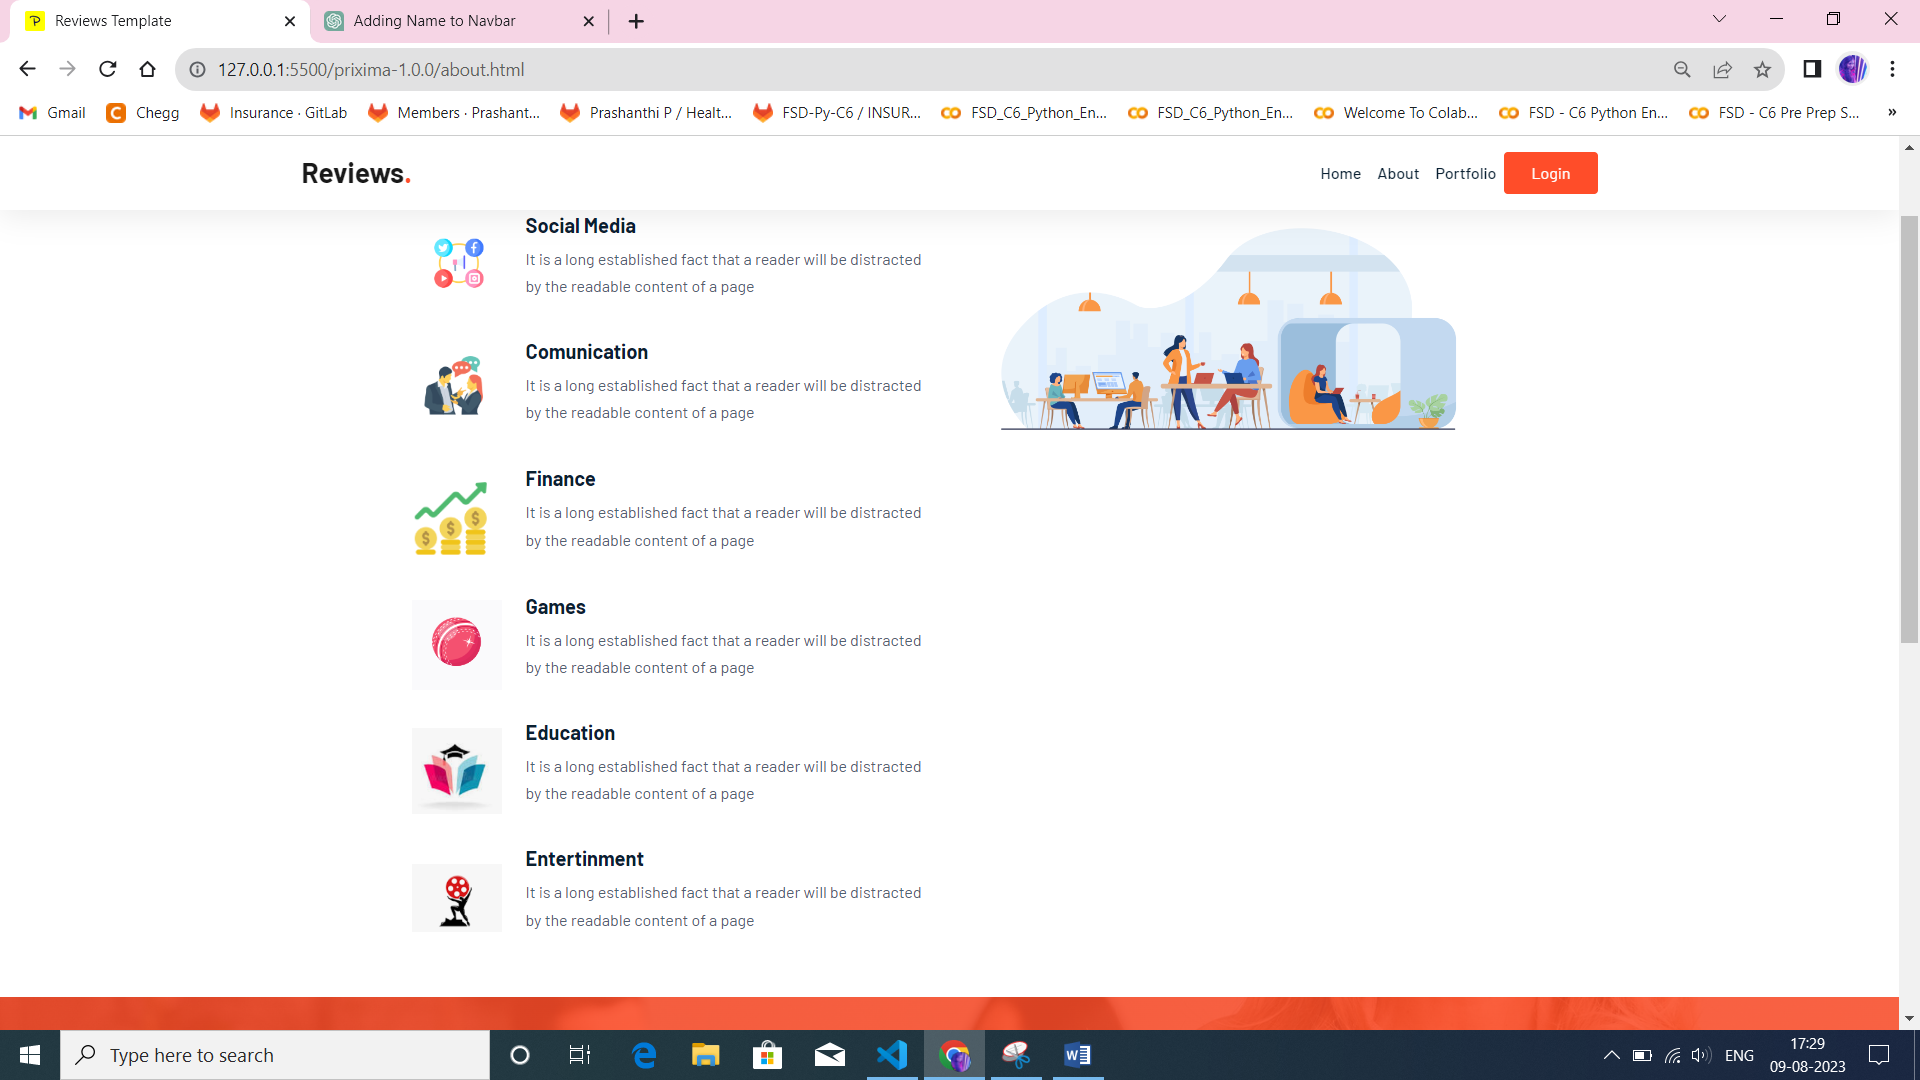 Reviews Template
Adding Name to Navbar
127.0.0.1:5500/prixima-1.0.0/about.html
Gmail
Chegg
Insurance · GitLab
Members · Prashant...
Prashanthi P / Healt...
FSD-Py-C6 / INSUR...
FSD_C6_Python_En...
FSD_C6_Python_En...
Welcome To Colab...
FSD - C6 Python En...
FSD - C6 Pre Prep S...
»
Reviews.
Home
About
Portfolio
Login
Social Media
It is a long established fact that a reader will be distracted
by the readable content of a page
Comunication
It is a long established fact that a reader will be distracted
by the readable content of a page
Finance
It is a long established fact that a reader will be distracted
by the readable content of a page
Games
It is a long established fact that a reader will be distracted
by the readable content of a page
Education
It is a long established fact that a reader will be distracted
by the readable content of a page
Entertinment
It is a long established fact that a reader will be distracted
by the readable content of a page
Type here to search
ENG
17:29
09-08-2023